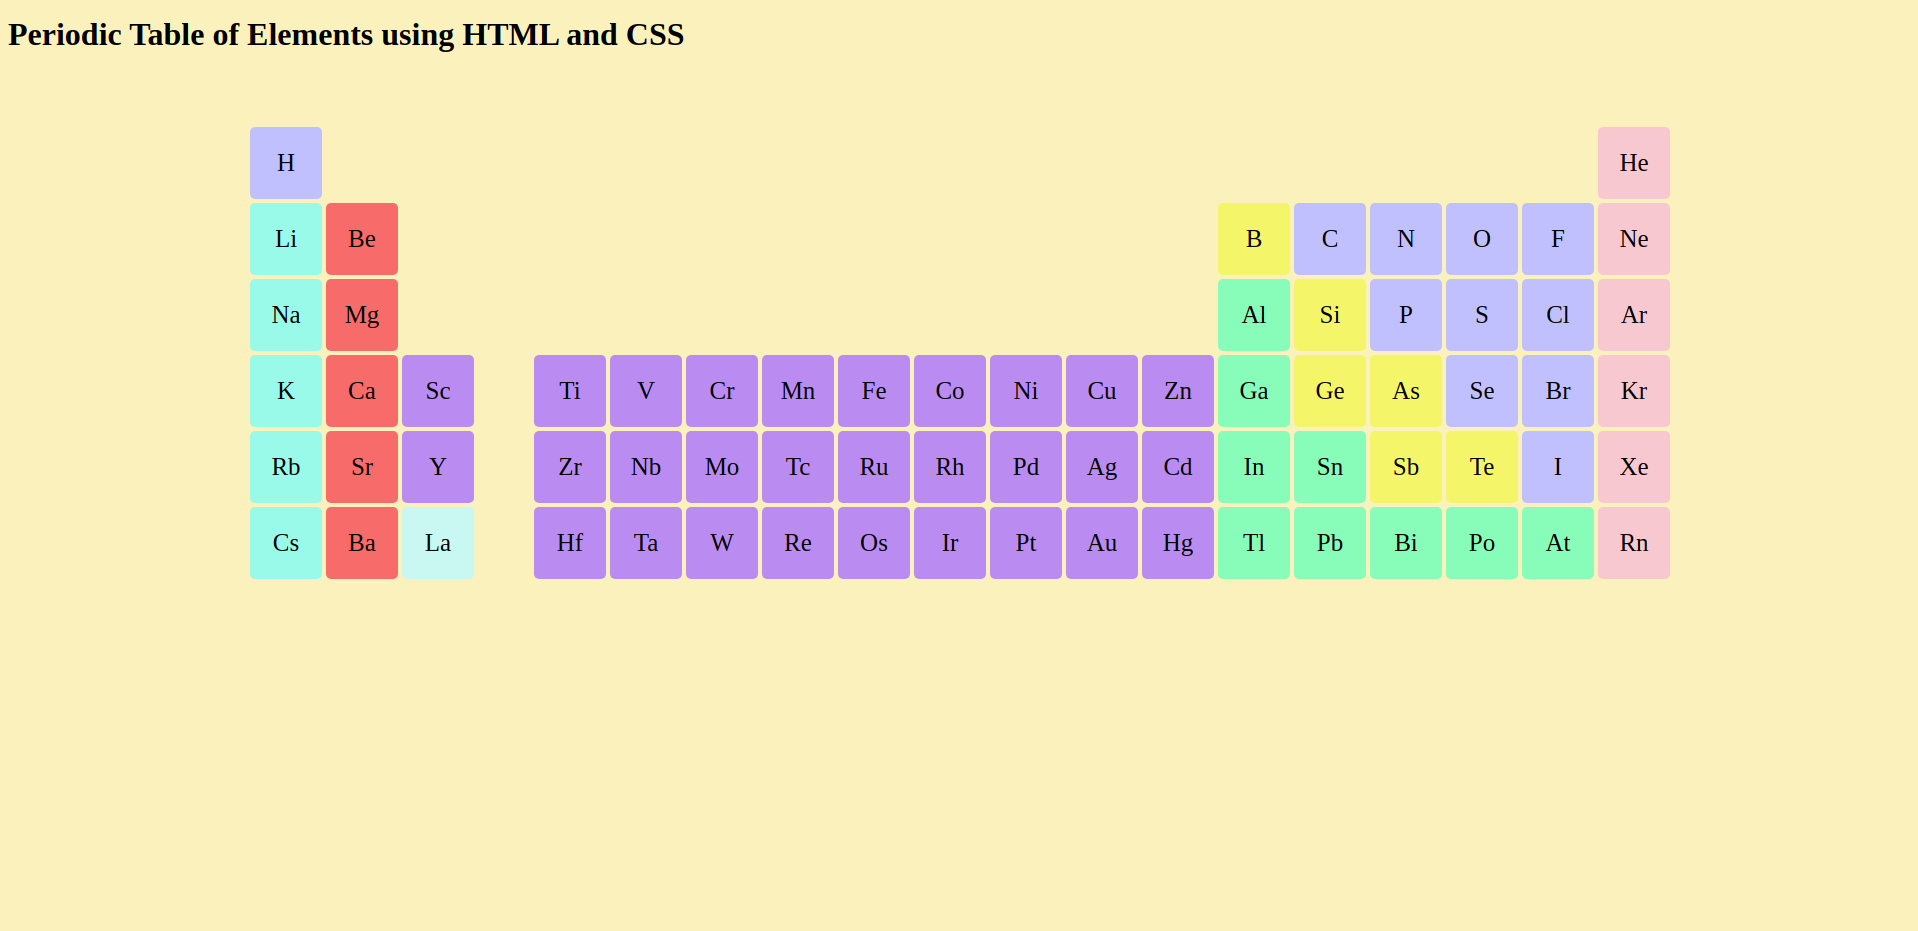 Periodic Table of Elements using HTML and CSS
H He
Li Be B C N O F Ne
Na Mg Al Si P S Cl Ar
K Ca Sc Ti V Cr Mn Fe Co Ni Cu Zn Ga Ge As Se Br Kr
Rb Sr Y Zr Nb Mo Tc Ru Rh Pd Ag Cd In Sn Sb Te I Xe
Cs Ba La Hf Ta W Re Os Ir Pt Au Hg Tl Pb Bi Po At Rn